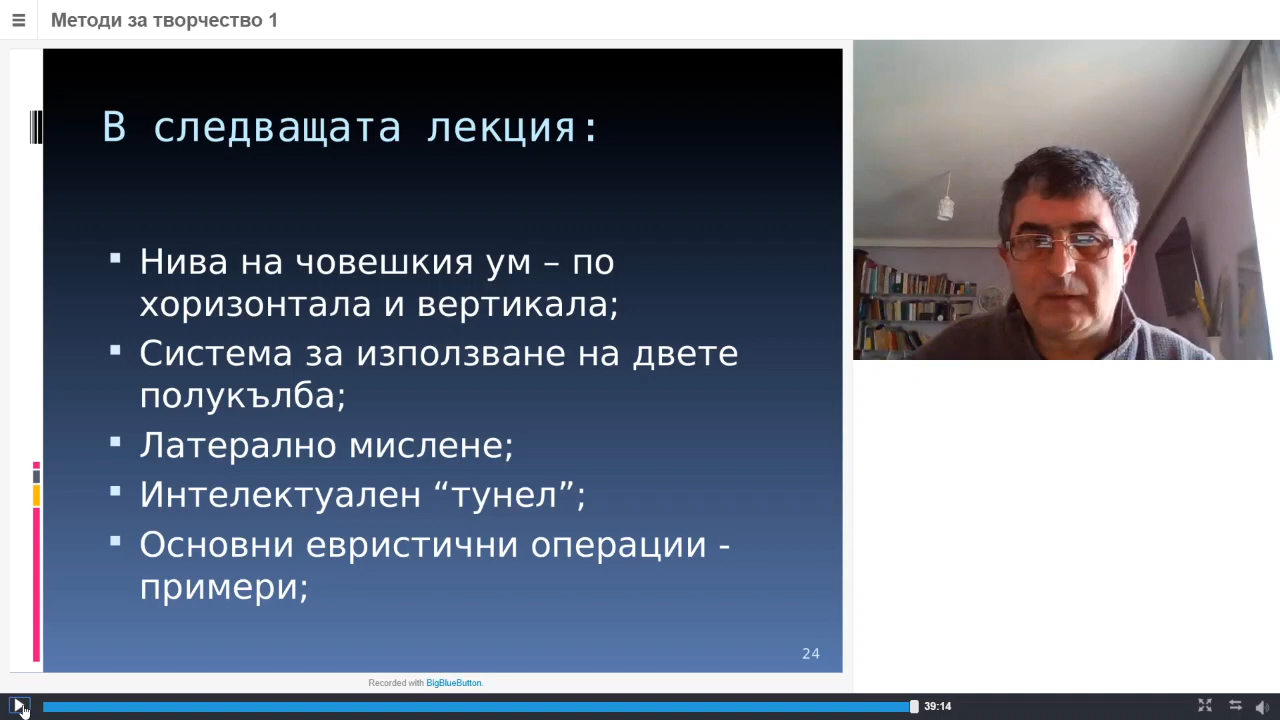 Методи за творчество 1
В следващата лекция:
Нива на човешкия ум – по
хоризонтала и вертикала;
Система за използване на двете
полукълба;
Латерално мислене;
Интелектуален “тунел”;
Основни евристични операции -
примери;
24
Recorded with BigBlueButton.
39:14